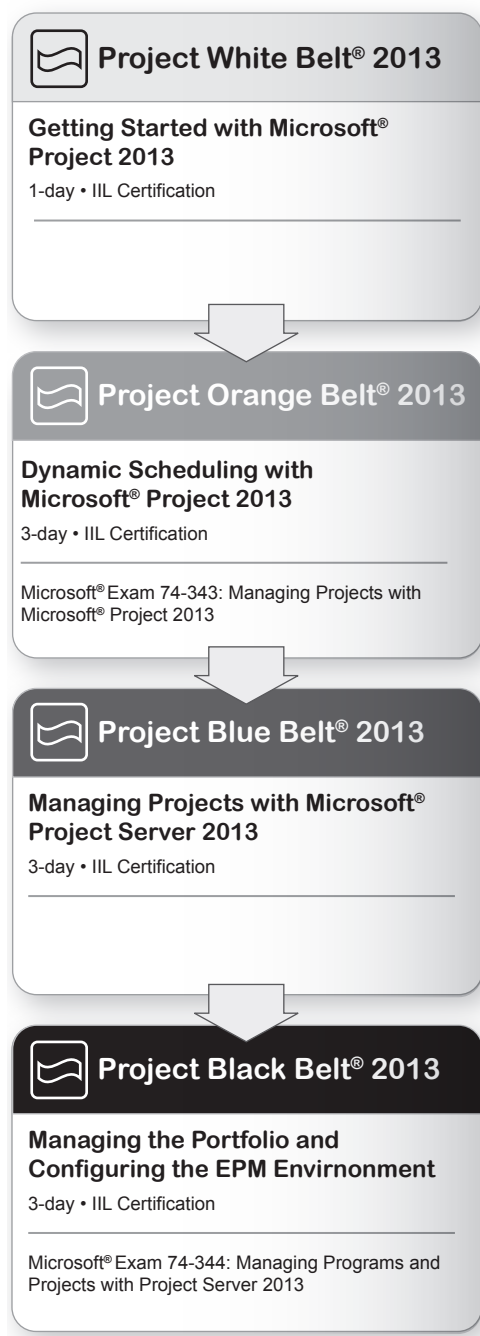 Project White Belt® 2013
Getting Started with Microsoft®
Project 2013
1-day • IIL Certification
Project Orange Belt® 2013
Dynamic Scheduling with
Microsoft® Project 2013
3-day • IIL Certification
Microsoft® Exam 74-343: Managing Projects with
Microsoft® Project 2013
Project Blue Belt® 2013
Managing Projects with Microsoft®
Project Server 2013
3-day • IIL Certification
Project Black Belt® 2013
Managing the Portfolio and
Configuring the EPM Envirnonment
3-day • IIL Certification
Microsoft® Exam 74-344: Managing Programs and
Projects with Project Server 2013